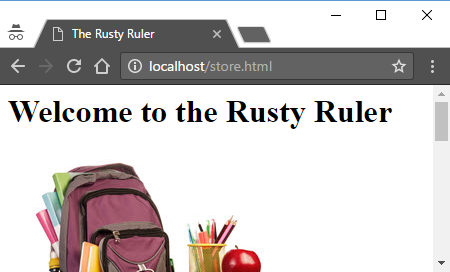 The Rusty Ruler
localhost/store.html
Welcome to the Rusty Ruler